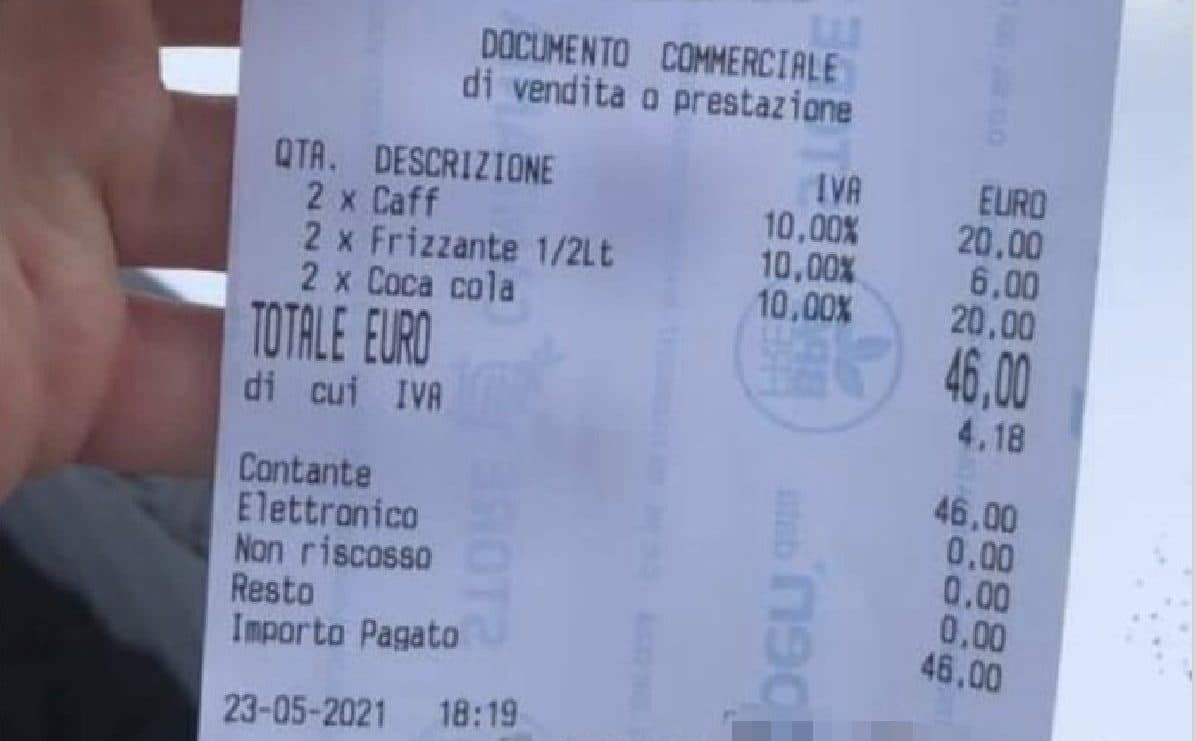 DOCUMENTO COMMERCIALE
di vendita o prestazione
QTA. DESCRIZIONE IVA EURO
2 x Caff 10,00% 20.00
2 x Frizzante 1/2Lt 10,00% 6,00
2 x Coca cola 10,00% 20,00
TOTALE EURO 46,00
di cui IVA 4.18
Contante 46,00
Elettronico 0.00
Non riscosso 0.00
Resto 0.00
Importo Pagato 46.00
23-05-2021 18:19